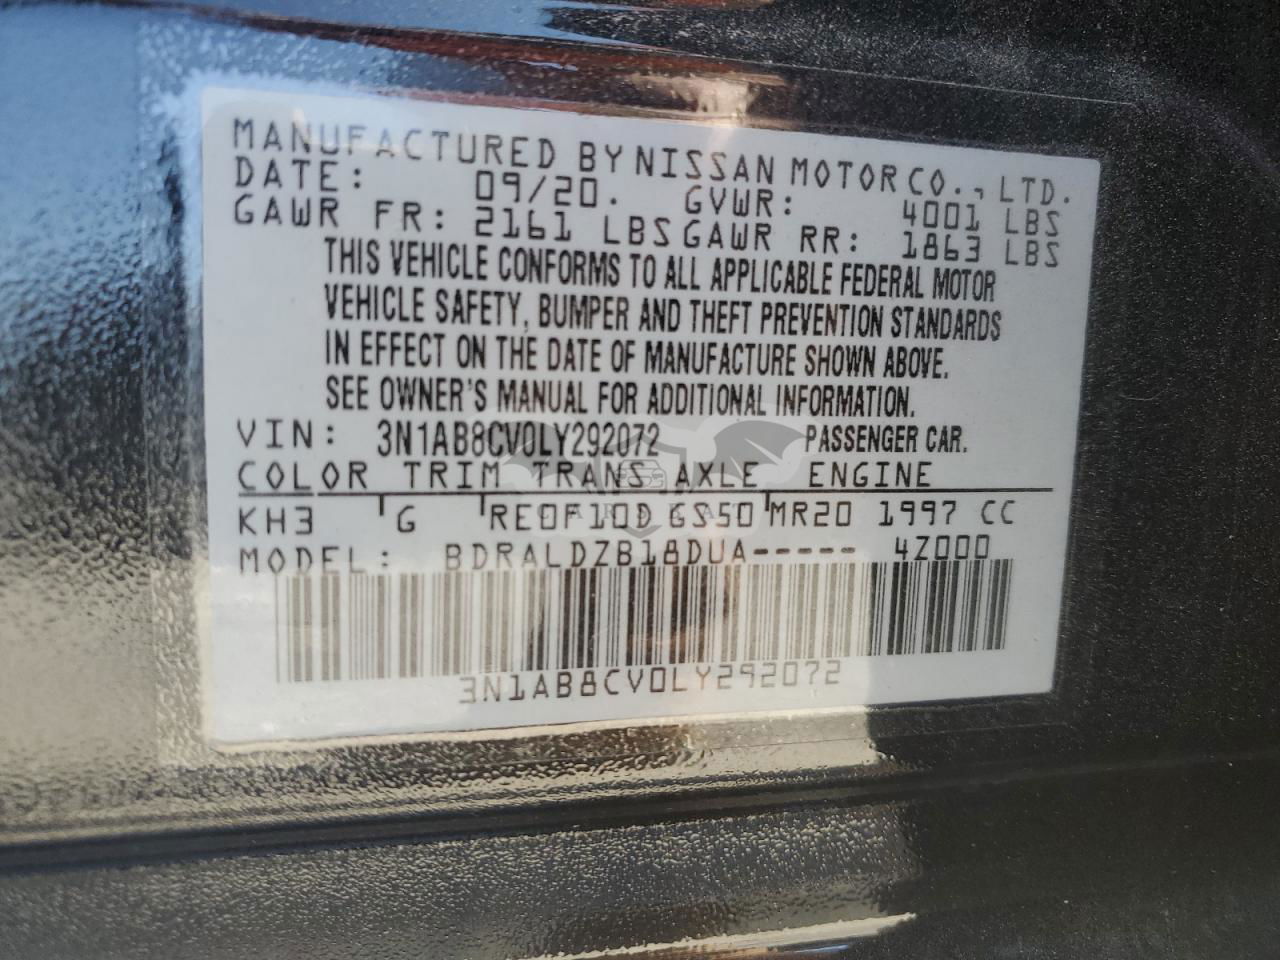 MANUFACTURED BY NISSAN MOTOR CO., LTD.
DATE: 09/20. GVWR: 4001 LBS
GAWR FR: 2161 LBS GAWR RR: 1863 LBS
THIS VEHICLE CONFORMS TO ALL APPLICABLE FEDERAL MOTOR
VEHICLE SAFETY, BUMPER AND THEFT PREVENTION STANDARDS
IN EFFECT ON THE DATE OF MANUFACTURE SHOWN ABOVE.
SEE OWNER'S MANUAL FOR ADDITIONAL INFORMATION.
VIN: 3N1AB8CV0LY292072 PASSENGER CAR.
COLOR TRIM TRANS AXLE ENGINE
KH3 G RE0F10D GS50 MR20 1997 CC
MODEL: BDRALDZB18DUA----- 4Z000
3N1AB8CV0LY292072